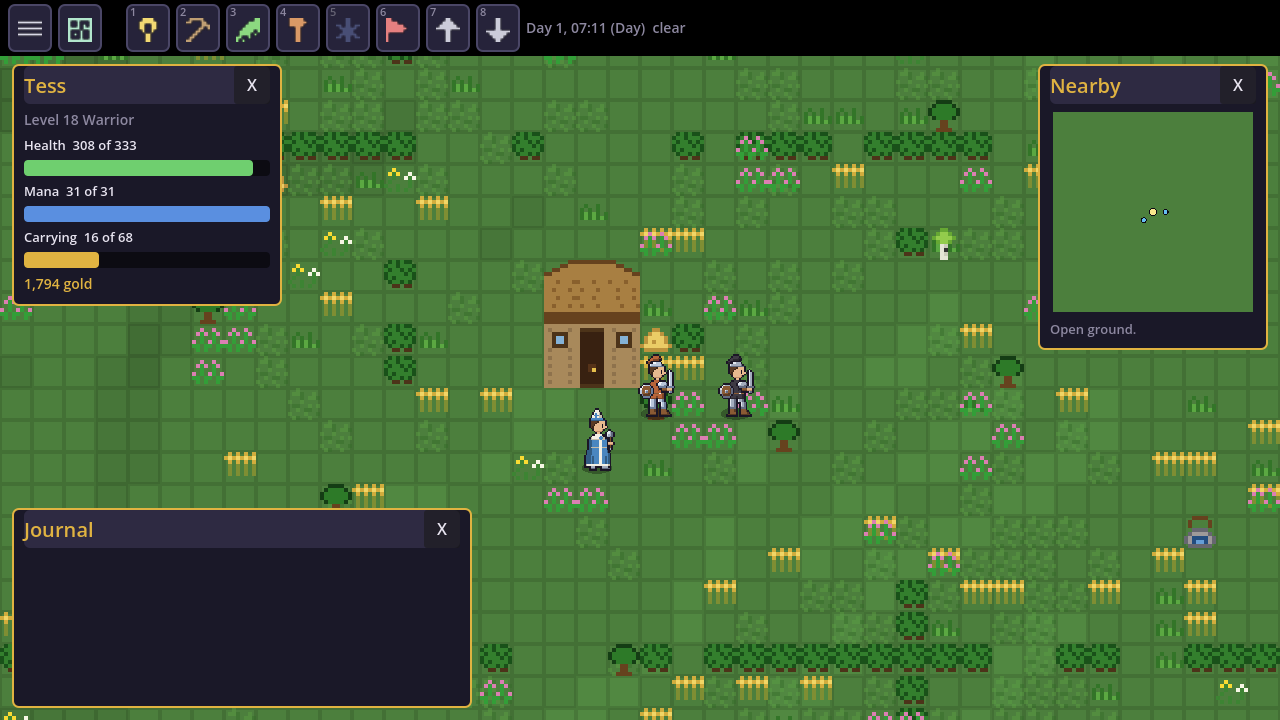 1 2 3 4 5 6 7 8 Day 1, 07:11 (Day) clear
Tess X
Level 18 Warrior
Health 308 of 333
Mana 31 of 31
Carrying 16 of 68
1,794 gold
Nearby X
Open ground.
Journal X